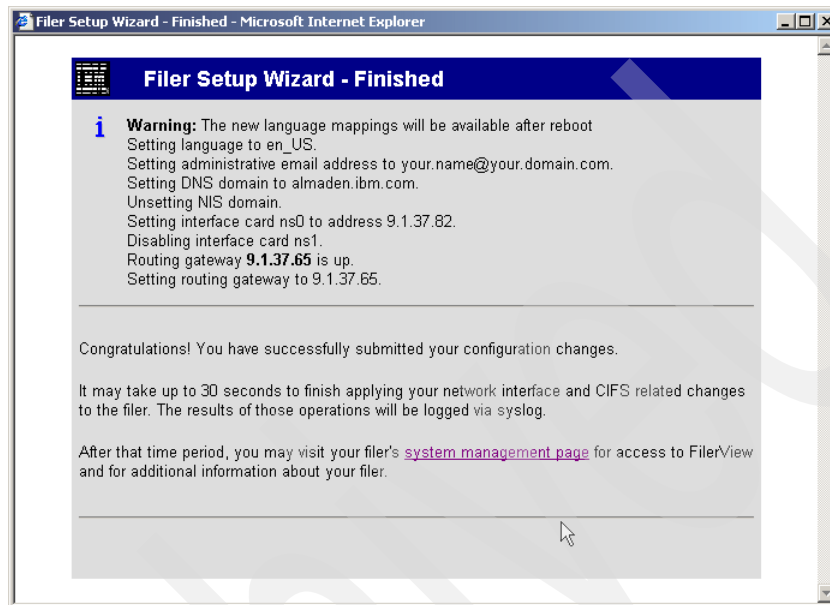 Filer Setup Wizard - Finished - Microsoft Internet Explorer
Filer Setup Wizard - Finished
Warning: The new language mappings will be available after reboot
Setting language to en_US.
Setting administrative email address to your.name@your.domain.com.
Setting DNS domain to almaden.ibm.com.
Unsetting NIS domain.
Setting interface card ns0 to address 9.1.37.82.
Disabling interface card ns1.
Routing gateway 9.1.37.65 is up.
Setting routing gateway to 9.1.37.65.
Congratulations! You have successfully submitted your configuration changes.
It may take up to 30 seconds to finish applying your network interface and CIFS related changes
to the filer. The results of those operations will be logged via syslog.
After that time period, you may visit your filer's system management page for access to FilerView
and for additional information about your filer.